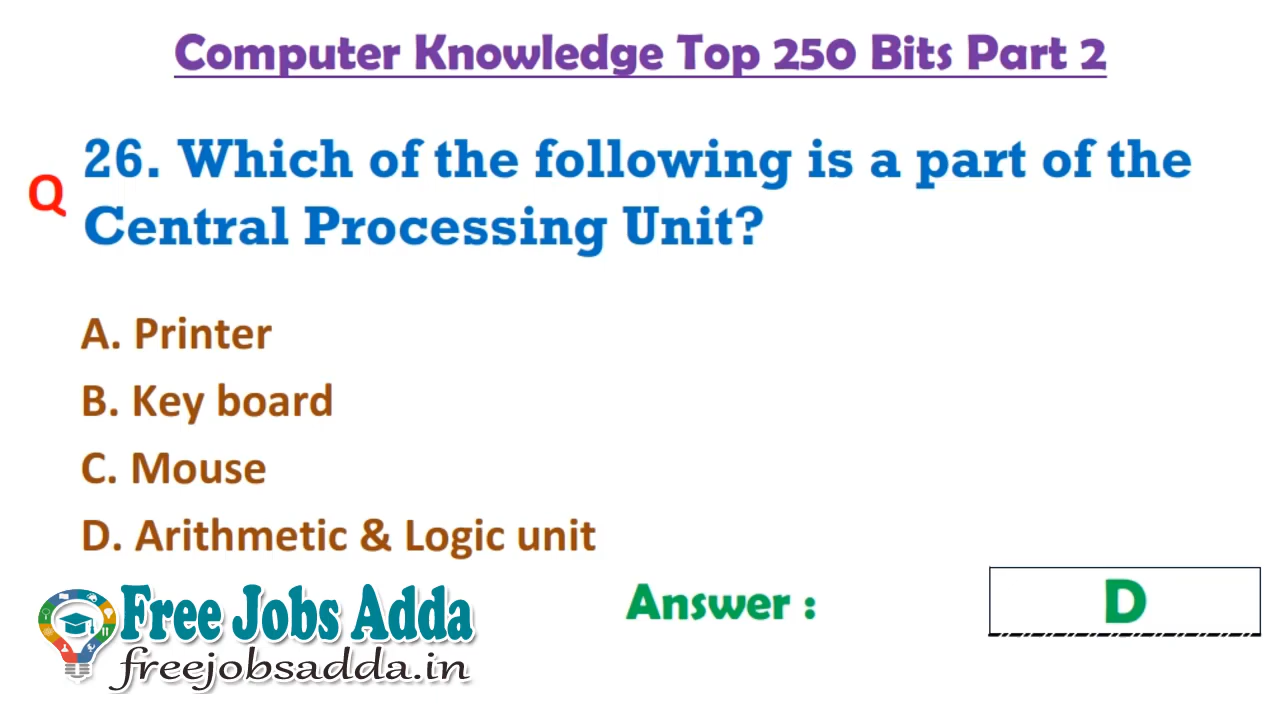 Computer Knowledge Top 250 Bits Part 2
Q
26. Which of the following is a part of the
Central Processing Unit?
A. Printer
B. Key board
C. Mouse
D. Arithmetic & Logic unit
Free Jobs Adda
freejobsadda.in
Answer :
D